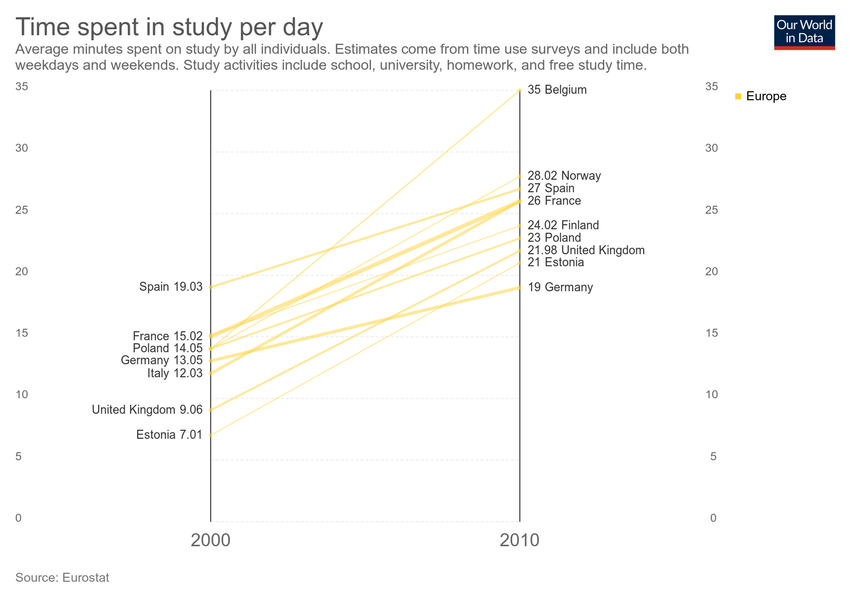 Time spent in study per day
Our World
in Data
Average minutes spent on study by all individuals. Estimates come from time use surveys and include both
weekdays and weekends. Study activities include school, university, homework, and free study time.
35
35 Belgium
35
Europe
30
30
28.02 Norway
27 Spain
26 France
25
25
24.02 Finland
23 Poland
21.98 United Kingdom
21 Estonia
20
20
Spain 19.03
19 Germany
15
15
France 15.02
Poland 14.05
Germany 13.05
Italy 12.03
10
10
United Kingdom 9.06
Estonia 7.01
5
5
0
0
2000
2010
Source: Eurostat